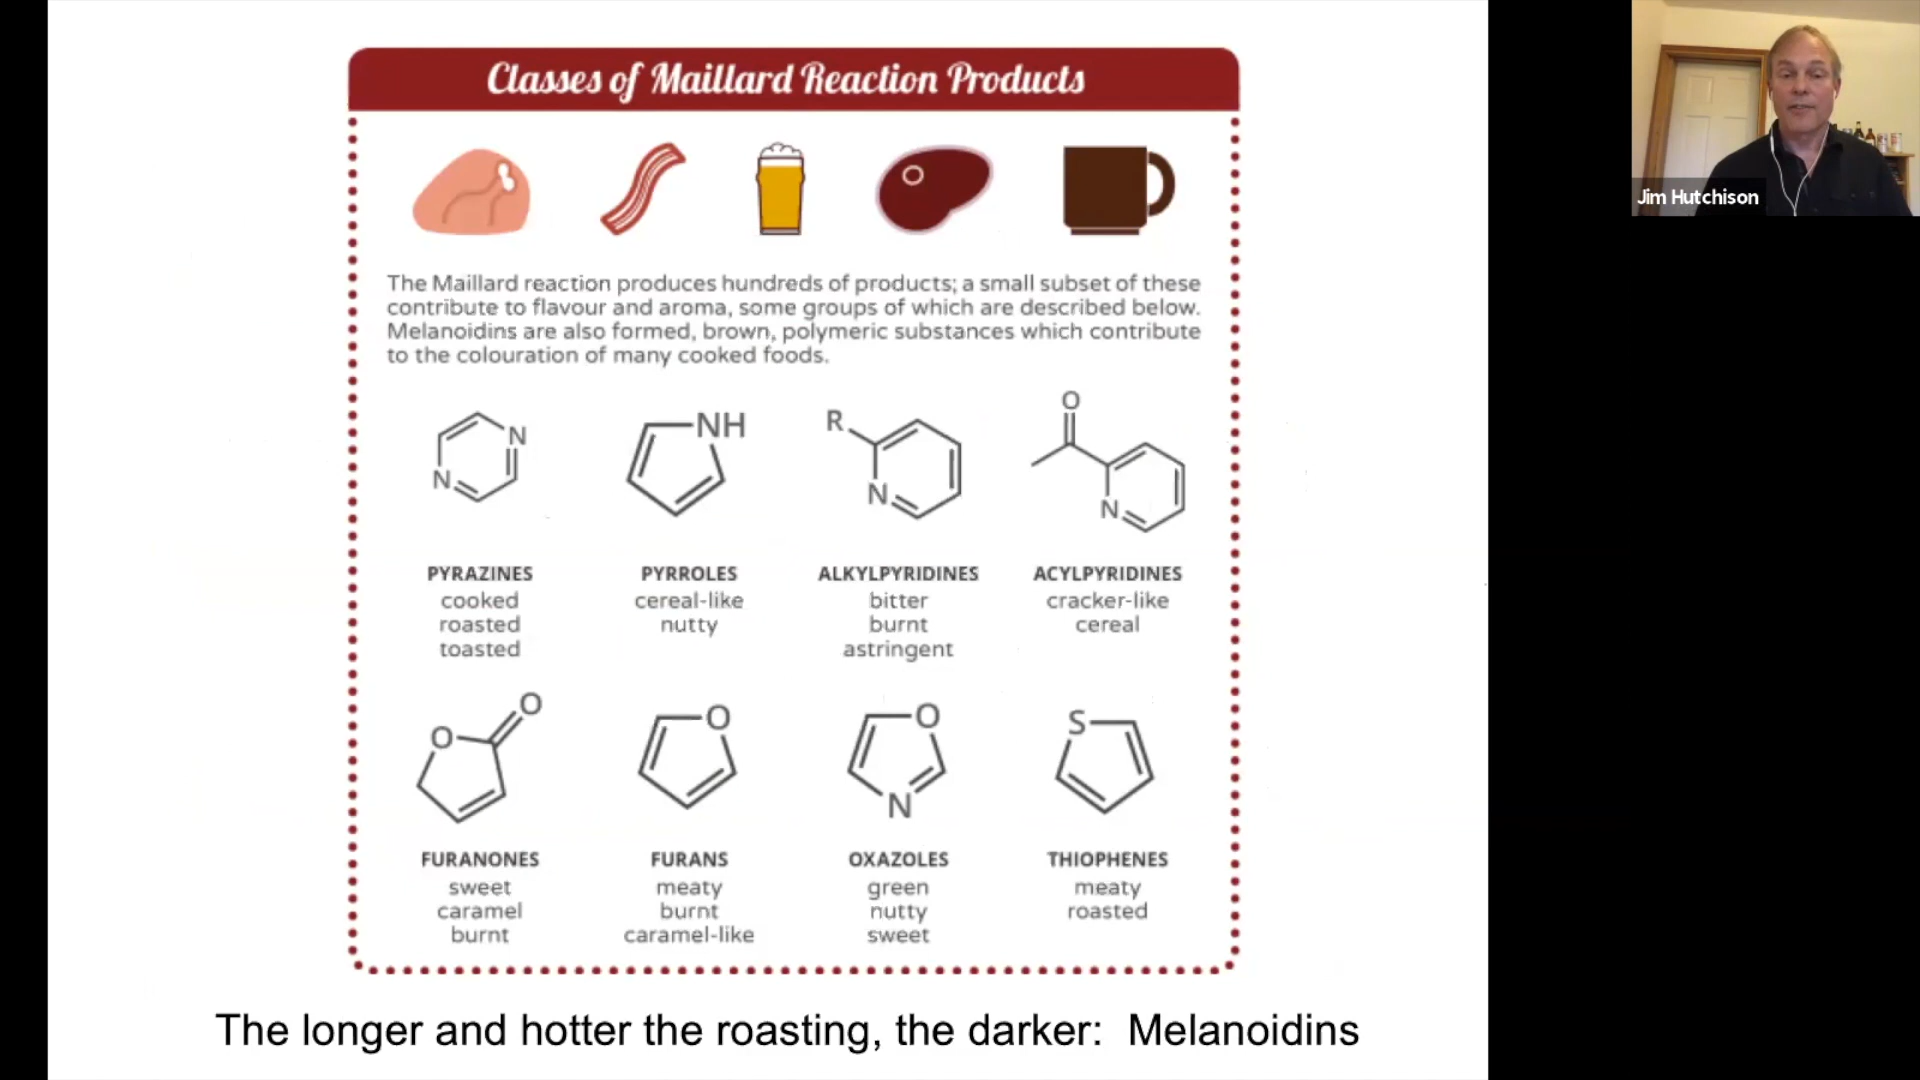 Classes of Maillard Reaction Products
Jim Hutchison
The Maillard reaction produces hundreds of products; a small subset of these
contribute to flavour and aroma, some groups of which are described below.
Melanoidins are also formed, brown, polymeric substances which contribute
to the colouration of many cooked foods.
N
N
NH
R
N
O
N
PYRAZINES
cooked
roasted
toasted
PYRROLES
cereal-like
nutty
ALKYLPYRIDINES
bitter
burnt
astringent
ACYLPYRIDINES
cracker-like
cereal
O
O
O
O
N
S
FURANONES
sweet
caramel
burnt
FURANS
meaty
burnt
caramel-like
OXAZOLES
green
nutty
sweet
THIOPHENES
meaty
roasted
The longer and hotter the roasting, the darker: Melanoidins